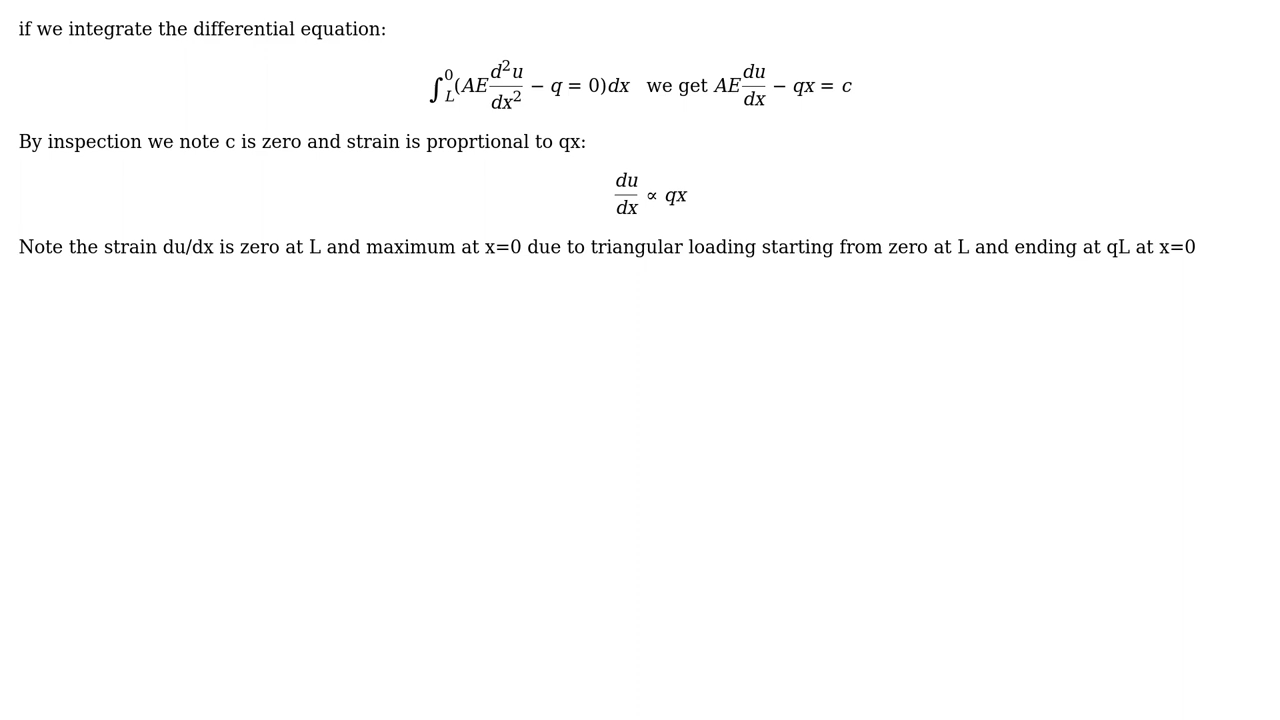 if we integrate the differential equation:
∫_L^0 (AE d²u/dx² − q = 0)dx   we get AE du/dx − qx = c
By inspection we note c is zero and strain is proprtional to qx:
du/dx ∝ qx
Note the strain du/dx is zero at L and maximum at x=0 due to triangular loading starting from zero at L and ending at qL at x=0